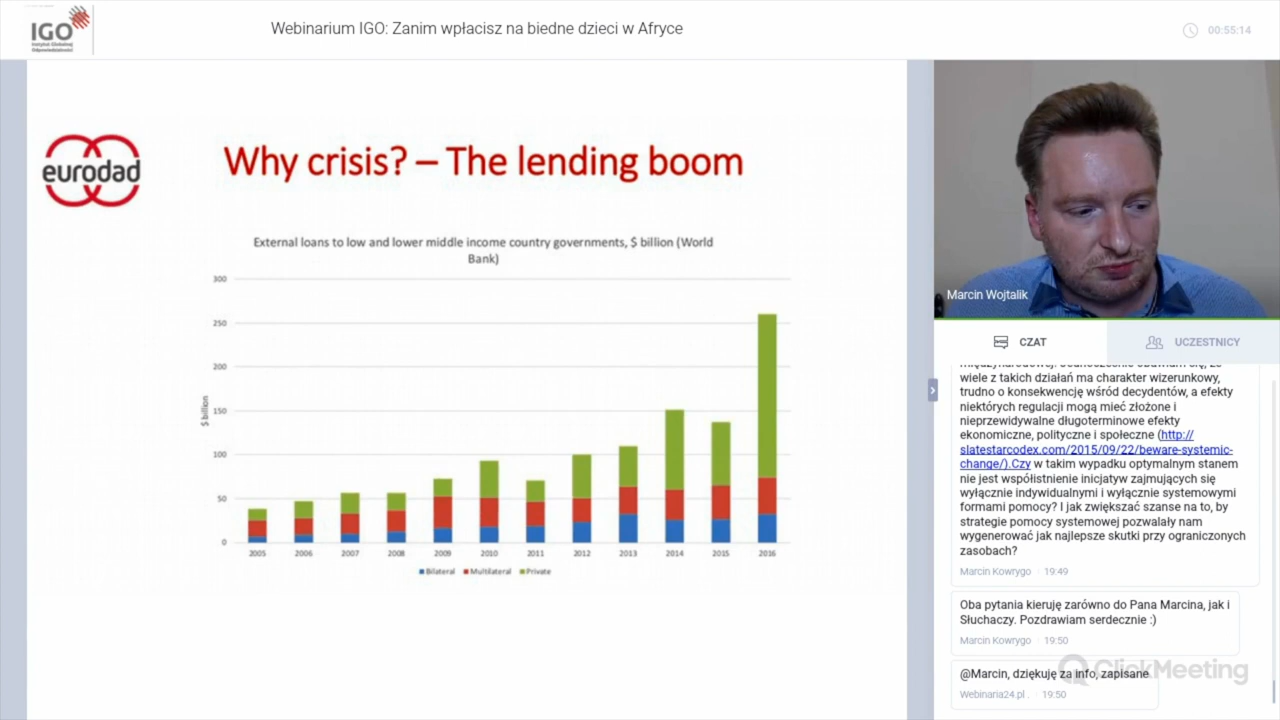 IGO
Instytut Globalnej
Odpowiedzialności
Webinarium IGO: Zanim wpłacisz na biedne dzieci w Afryce
00:55:14
eurodad
Why crisis? – The lending boom
External loans to low and lower middle income country governments, $ billion (World
Bank)
$ billion
300
250
200
150
100
50
0
2005 2006 2007 2008 2009 2010 2011 2012 2013 2014 2015 2016
Bilateral Multilateral Private
Marcin Wojtalik
CZAT
UCZESTNICY
wiele z takich działań ma charakter wizerunkowy,
trudno o konsekwencję wśród decydentów, a efekty
niektórych regulacji mogą mieć złożone i
nieprzewidywalne długoterminowe efekty
ekonomiczne, polityczne i społeczne (http://
slatestarcodex.com/2015/09/22/beware-systemic-
change/).Czy w takim wypadku optymalnym stanem
nie jest współistnienie inicjatyw zajmujących się
wyłącznie indywidualnymi i wyłącznie systemowymi
formami pomocy? I jak zwiększać szanse na to, by
strategie pomocy systemowej pozwalały nam
wygenerować jak najlepsze skutki przy ograniczonych
zasobach?
Marcin Kowrygo 19:49
Oba pytania kieruję zarówno do Pana Marcina, jak i
Słuchaczy. Pozdrawiam serdecznie :)
Marcin Kowrygo 19:50
@Marcin, dziękuję za info, zapisane
Webinaria24.pl . 19:50
ClickMeeting